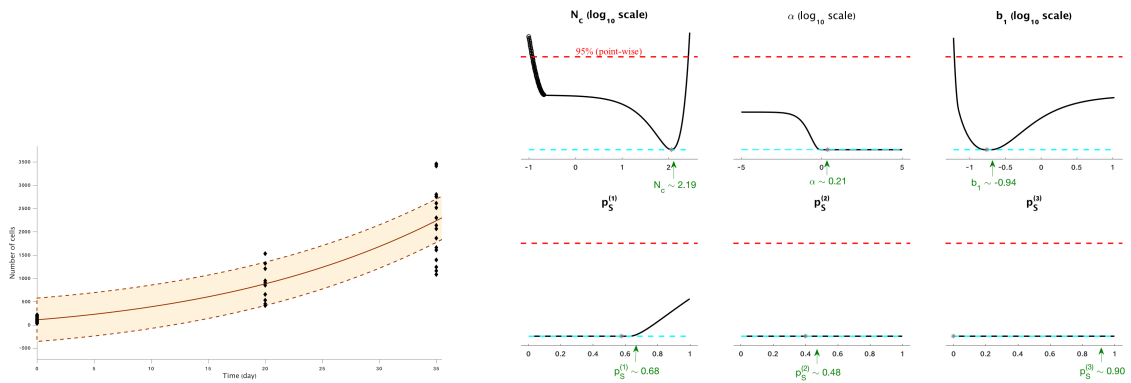 N_c (log_10 scale)
α (log_10 scale)
b_1 (log_10 scale)
95% (point-wise)
-1 0 1 2
-5 0 5
-1 -0.5 0 0.5 1
N_c ~ 2.19
α ~ 0.21
b_1 ~ -0.94
p_S^(1)
p_S^(2)
p_S^(3)
0 0.2 0.4 0.6 0.8 1
0 0.2 0.4 0.6 0.8 1
0 0.2 0.4 0.6 0.8 1
p_S^(1) ~ 0.68
p_S^(2) ~ 0.48
p_S^(3) ~ 0.90
Number of cells
3500
3000
2500
2000
1500
1000
500
0
-500
0 5 10 15 20 25 30 35
Time (day)